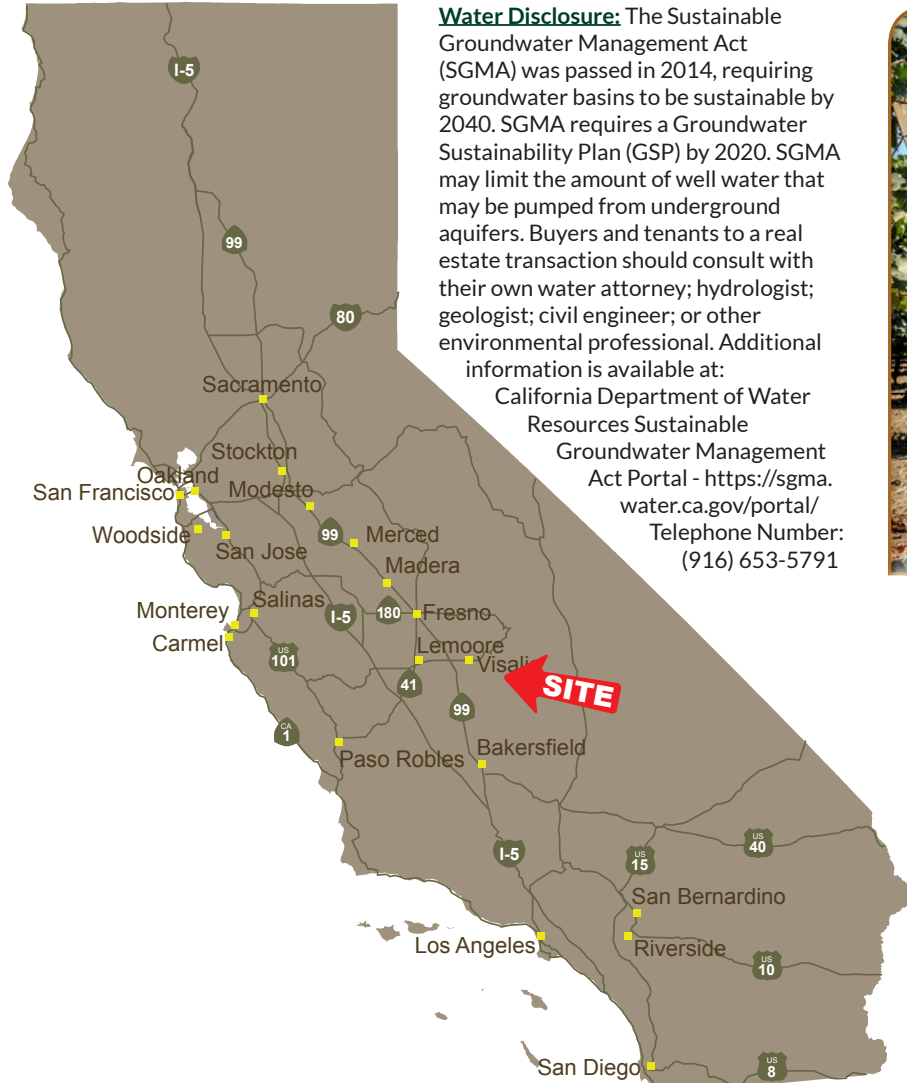 Water Disclosure: The Sustainable
Groundwater Management Act
(SGMA) was passed in 2014, requiring
groundwater basins to be sustainable by
2040. SGMA requires a Groundwater
Sustainability Plan (GSP) by 2020. SGMA
may limit the amount of well water that
may be pumped from underground
aquifers. Buyers and tenants to a real
estate transaction should consult with
their own water attorney; hydrologist;
geologist; civil engineer; or other
environmental professional. Additional
information is available at:
California Department of Water
Resources Sustainable
Groundwater Management
Act Portal - https://sgma.
water.ca.gov/portal/
Telephone Number:
(916) 653-5791
I-5
99
80
Sacramento
Stockton
Oakland
San Francisco
Modesto
Woodside
San Jose
99
Merced
Madera
Monterey
Salinas
I-5
180
Fresno
Carmel
US
101
Lemoore
Visalia
41
SITE
99
CA
1
Paso Robles
Bakersfield
I-5
US
15
US
40
San Bernardino
Los Angeles
Riverside
US
10
San Diego
US
8